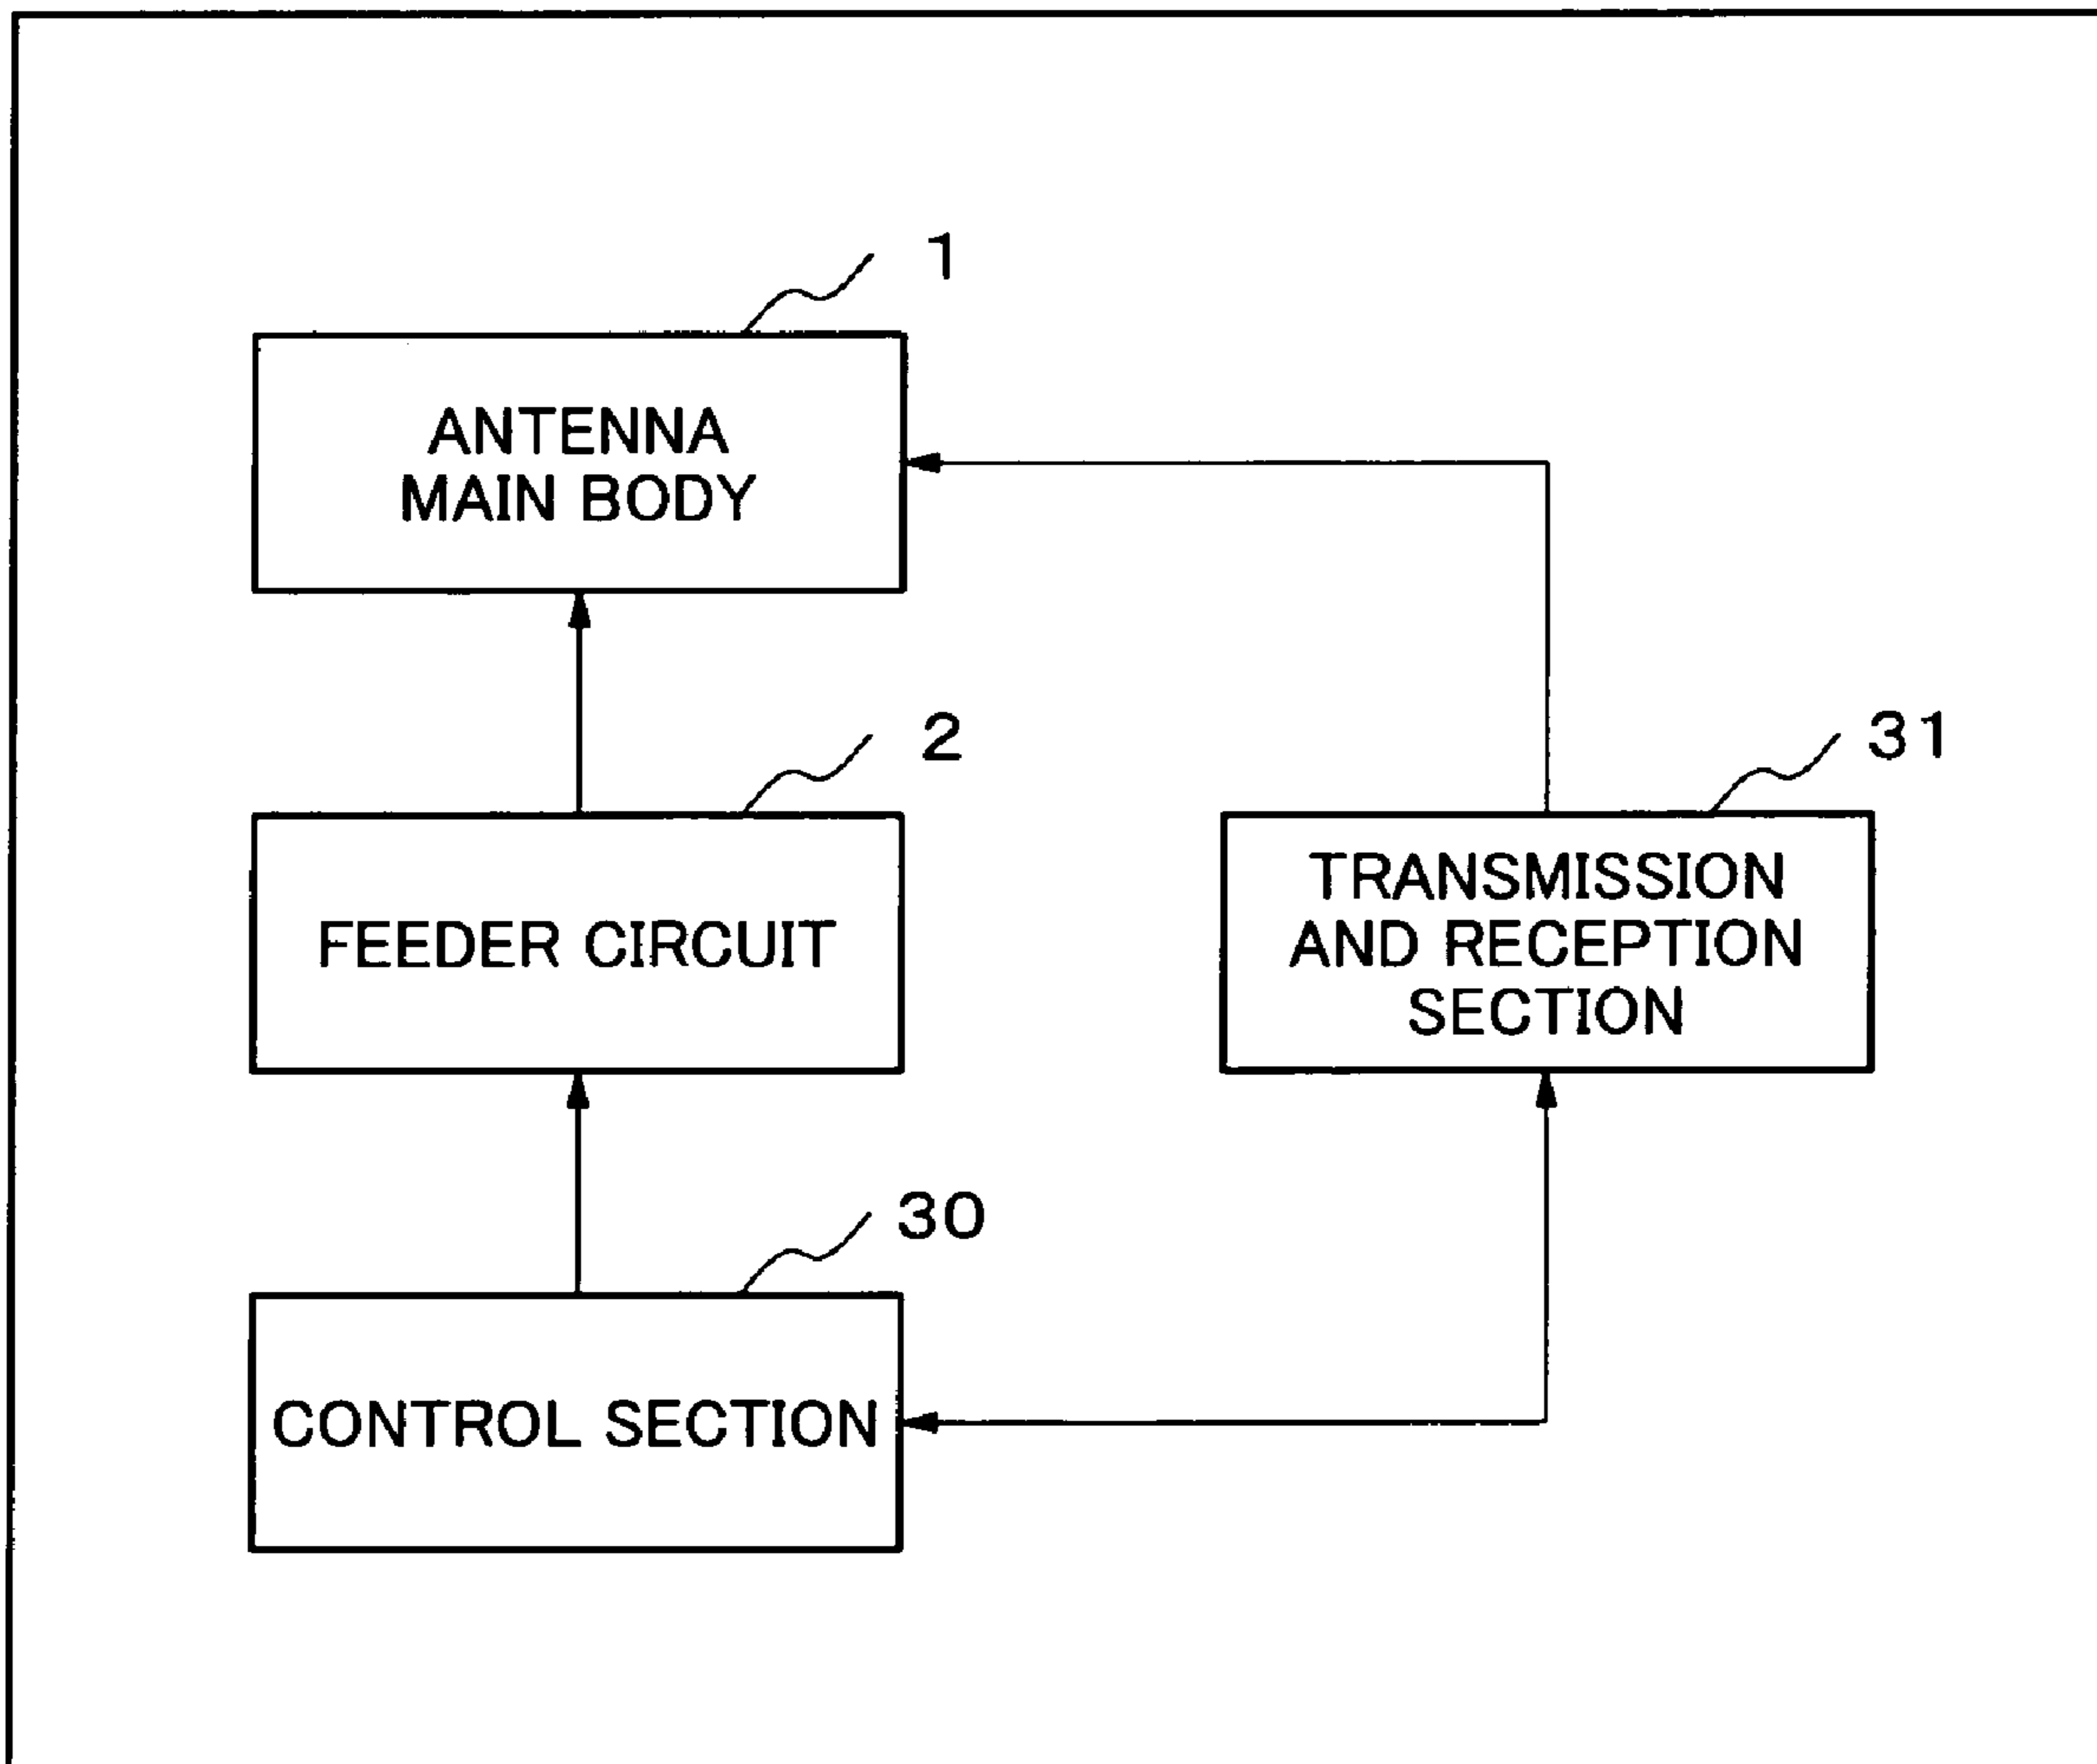 1
ANTENNA
MAIN BODY
2
FEEDER CIRCUIT
31
TRANSMISSION
AND RECEPTION
SECTION
30
CONTROL SECTION